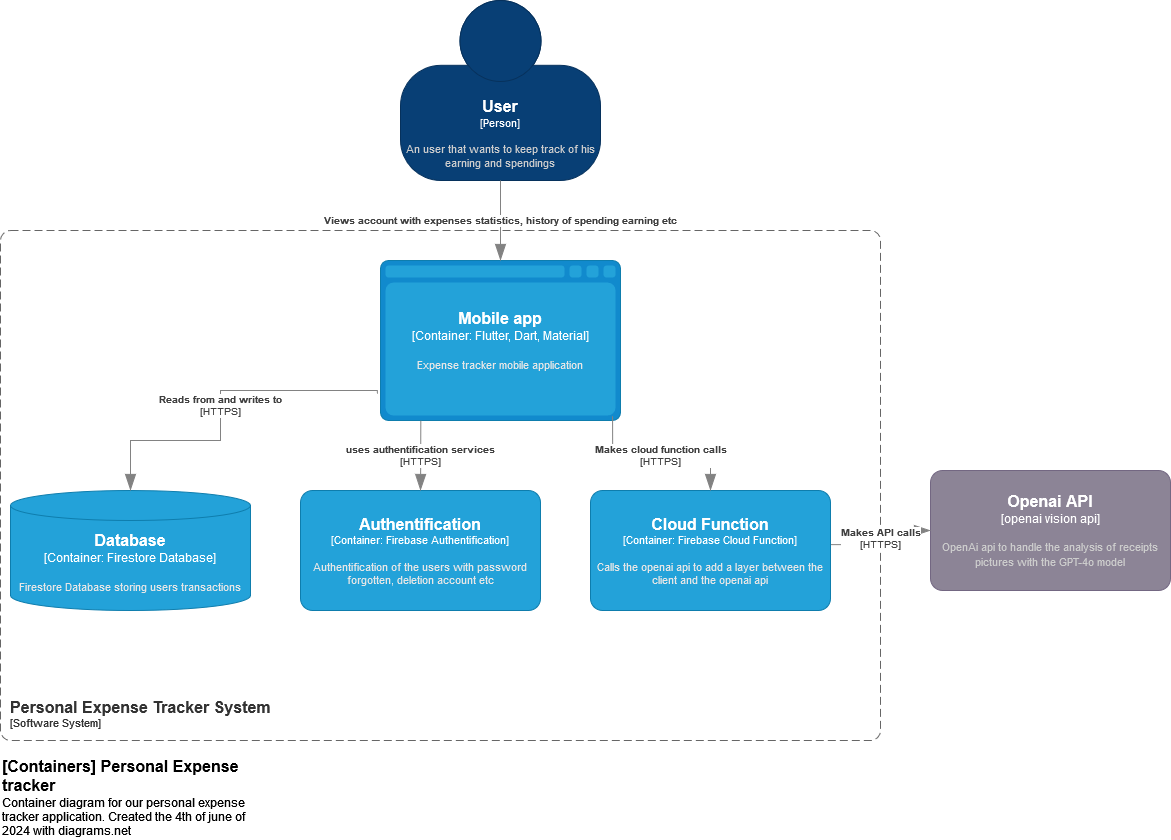 User
[Person]
An user that wants to keep track of his
earning and spendings
Views account with expenses statistics, history of spending earning etc
Mobile app
[Container: Flutter, Dart, Material]
Expense tracker mobile application
Reads from and writes to
[HTTPS]
uses authentification services
[HTTPS]
Makes cloud function calls
[HTTPS]
Database
[Container: Firestore Database]
Firestore Database storing users transactions
Authentification
[Container: Firebase Authentification]
Authentification of the users with password
forgotten, deletion account etc
Cloud Function
[Container: Firebase Cloud Function]
Calls the openai api to add a layer between the
client and the openai api
Makes API calls
[HTTPS]
Openai API
[openai vision api]
OpenAi api to handle the analysis of receipts
pictures with the GPT-4o model
Personal Expense Tracker System
[Software System]
[Containers] Personal Expense
tracker
Container diagram for our personal expense
tracker application. Created the 4th of june of
2024 with diagrams.net